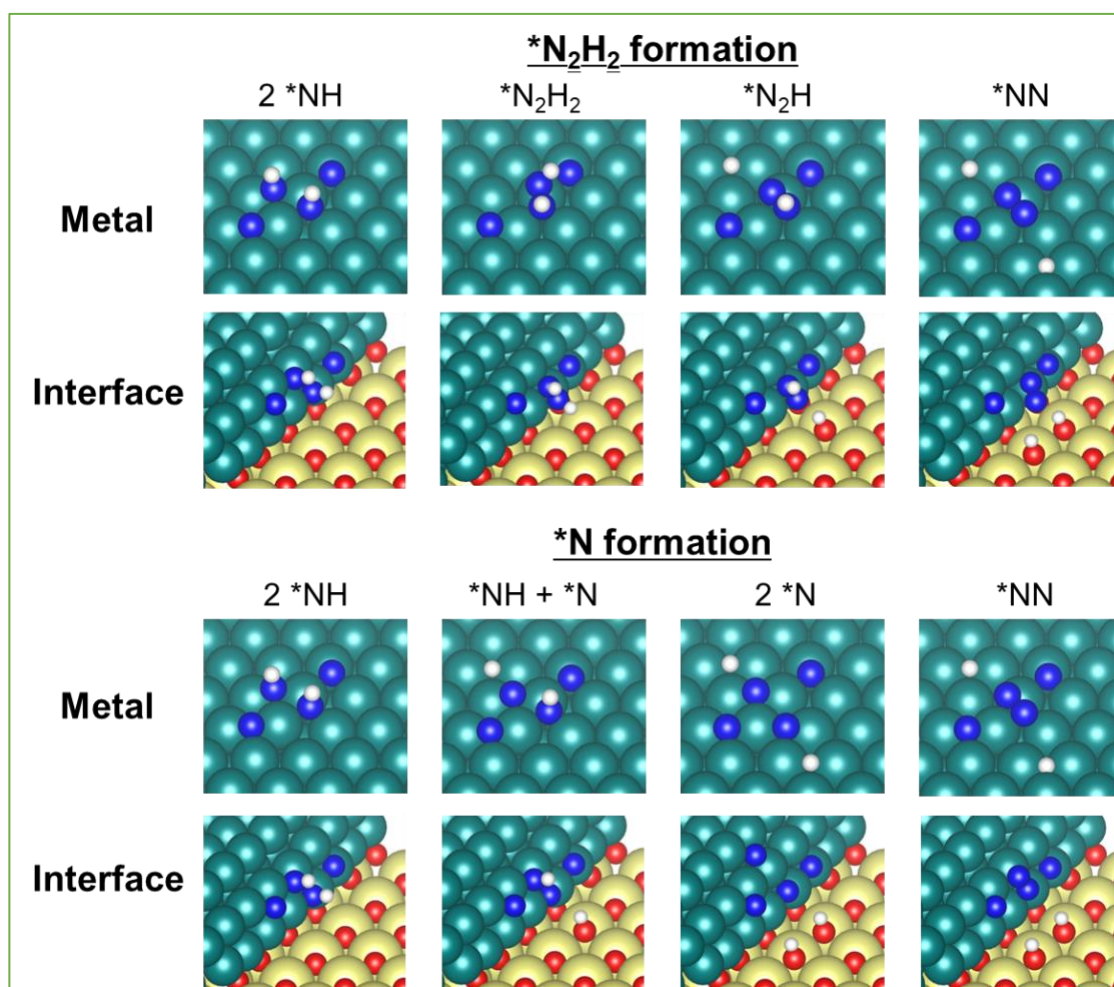 *N₂H₂ formation
2 *NH *N₂H₂ *N₂H *NN
Metal
Interface
*N formation
2 *NH *NH + *N 2 *N *NN
Metal
Interface